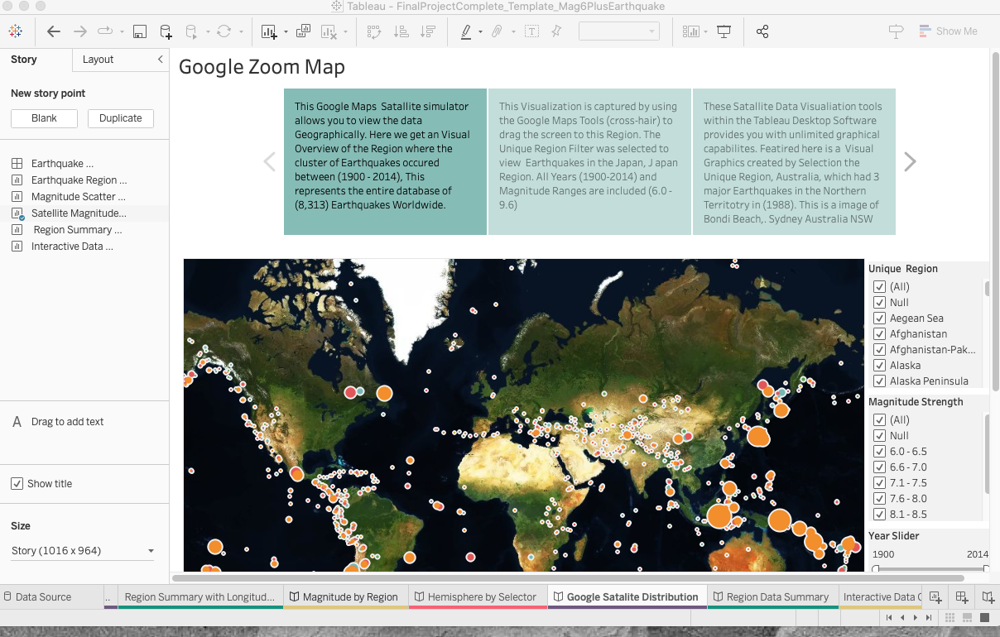 Tableau - FinalProjectComplete_Template_Mag6PlusEarthquake
Show Me
Story
Layout
New story point
Blank
Duplicate
Earthquake ...
Earthquake Region ...
Magnitude Scatter ...
Satellite Magnitude...
Region Summary ...
Interactive Data ...
A Drag to add text
Show title
Size
Story (1016 x 964)
Google Zoom Map
This Google Maps Satallite simulator
allows you to view the data
Geographically. Here we get an Visual
Overview of the Region where the
cluster of Earthquakes occured
between (1900 - 2014), This
represents the entire database of
(8,313) Earthquakes Worldwide.
This Visualization is captured by using
the Google Maps Tools (cross-hair) to
drag the screen to this Region. The
Unique Region Filter was selected to
view Earthquakes in the Japan, J apan
Region. All Years (1900-2014) and
Magnitude Ranges are included (6.0 -
9.6)
These Satallite Data Visualiation tools
within the Tableau Desktop Software
provides you with unlimited graphical
capabilites. Featired here is a Visual
Graphics created by Selection the
Unique Region, Australia, which had 3
major Earthquakes in the Northern
Territotry in (1988). This is a image of
Bondi Beach,. Sydney Australia NSW
Unique Region
(All)
Null
Aegean Sea
Afghanistan
Afghanistan-Pak...
Alaska
Alaska Peninsula
Magnitude Strength
(All)
Null
6.0 - 6.5
6.6 - 7.0
7.1 - 7.5
7.6 - 8.0
8.1 - 8.5
Year Slider
1900 2014
Data Source
..
Region Summary with Longitud...
Magnitude by Region
Hemisphere by Selector
Google Satalite Distribution
Region Data Summary
Interactive Data